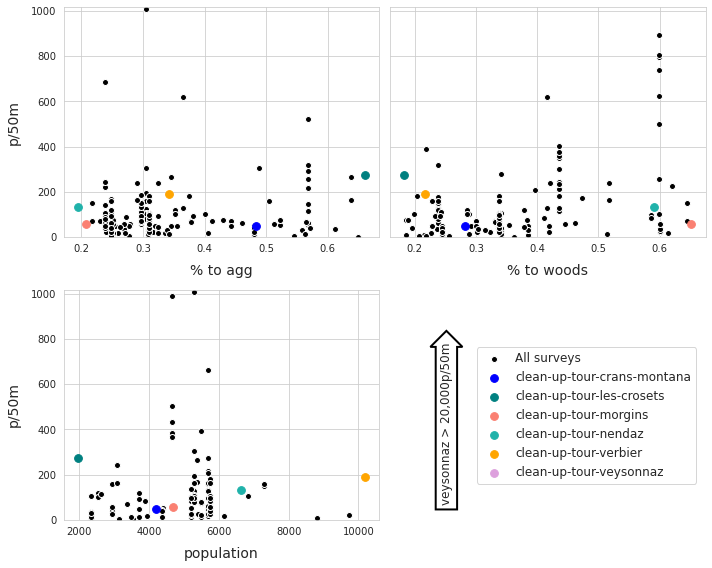 1000
800
600
400
200
0
p/50m
0.2 0.3 0.4 0.5 0.6
% to agg
0.2 0.3 0.4 0.5 0.6
% to woods
1000
800
600
400
200
0
p/50m
2000 4000 6000 8000 10000
population
veysonnaz > 20,000p/50m
All surveys
clean-up-tour-crans-montana
clean-up-tour-les-crosets
clean-up-tour-morgins
clean-up-tour-nendaz
clean-up-tour-verbier
clean-up-tour-veysonnaz